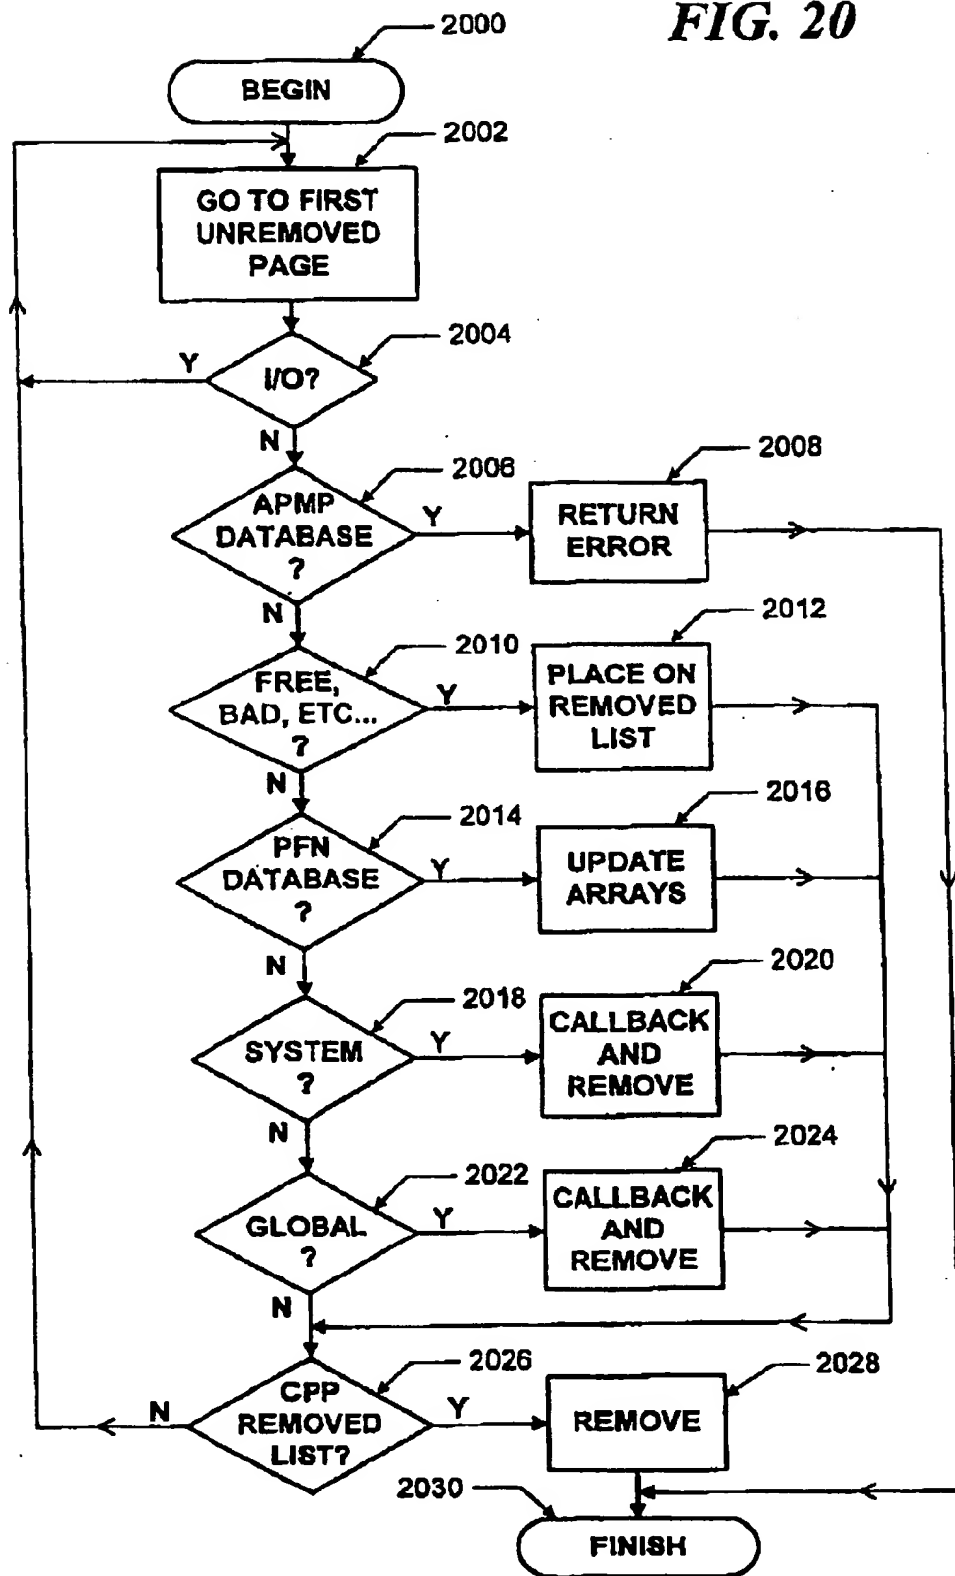 FIG. 20
2000
BEGIN
2002
GO TO FIRST
UNREMOVED
PAGE
2004
Y
I/O?
N
2006
APMP
DATABASE
?
Y
2008
RETURN
ERROR
N
2010
FREE,
BAD, ETC...
?
Y
2012
PLACE ON
REMOVED
LIST
N
2014
PFN
DATABASE
?
Y
2016
UPDATE
ARRAYS
N
2018
SYSTEM
?
Y
2020
CALLBACK
AND
REMOVE
N
2022
GLOBAL
?
Y
2024
CALLBACK
AND
REMOVE
N
2026
CPP
REMOVED
LIST?
N
Y
2028
REMOVE
2030
FINISH